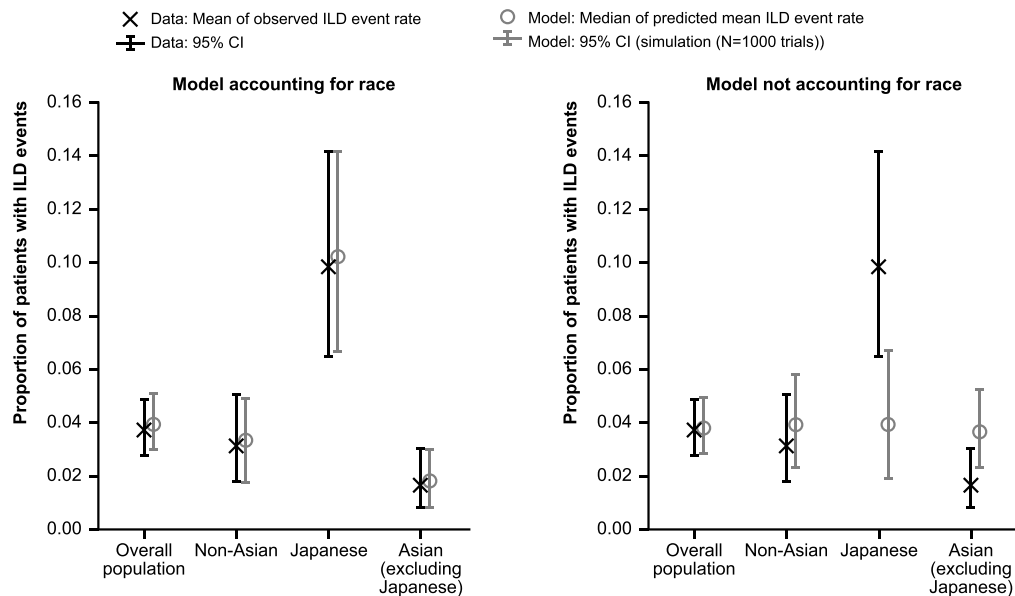 Data: Mean of observed ILD event rate
Data: 95% CI
Model: Median of predicted mean ILD event rate
Model: 95% CI (simulation (N=1000 trials))
Model accounting for race
Proportion of patients with ILD events
0.16
0.14
0.12
0.10
0.08
0.06
0.04
0.02
0.00
Overall
population
Non-Asian
Japanese
Asian
(excluding
Japanese)
Model not accounting for race
Proportion of patients with ILD events
0.16
0.14
0.12
0.10
0.08
0.06
0.04
0.02
0.00
Overall
population
Non-Asian
Japanese
Asian
(excluding
Japanese)